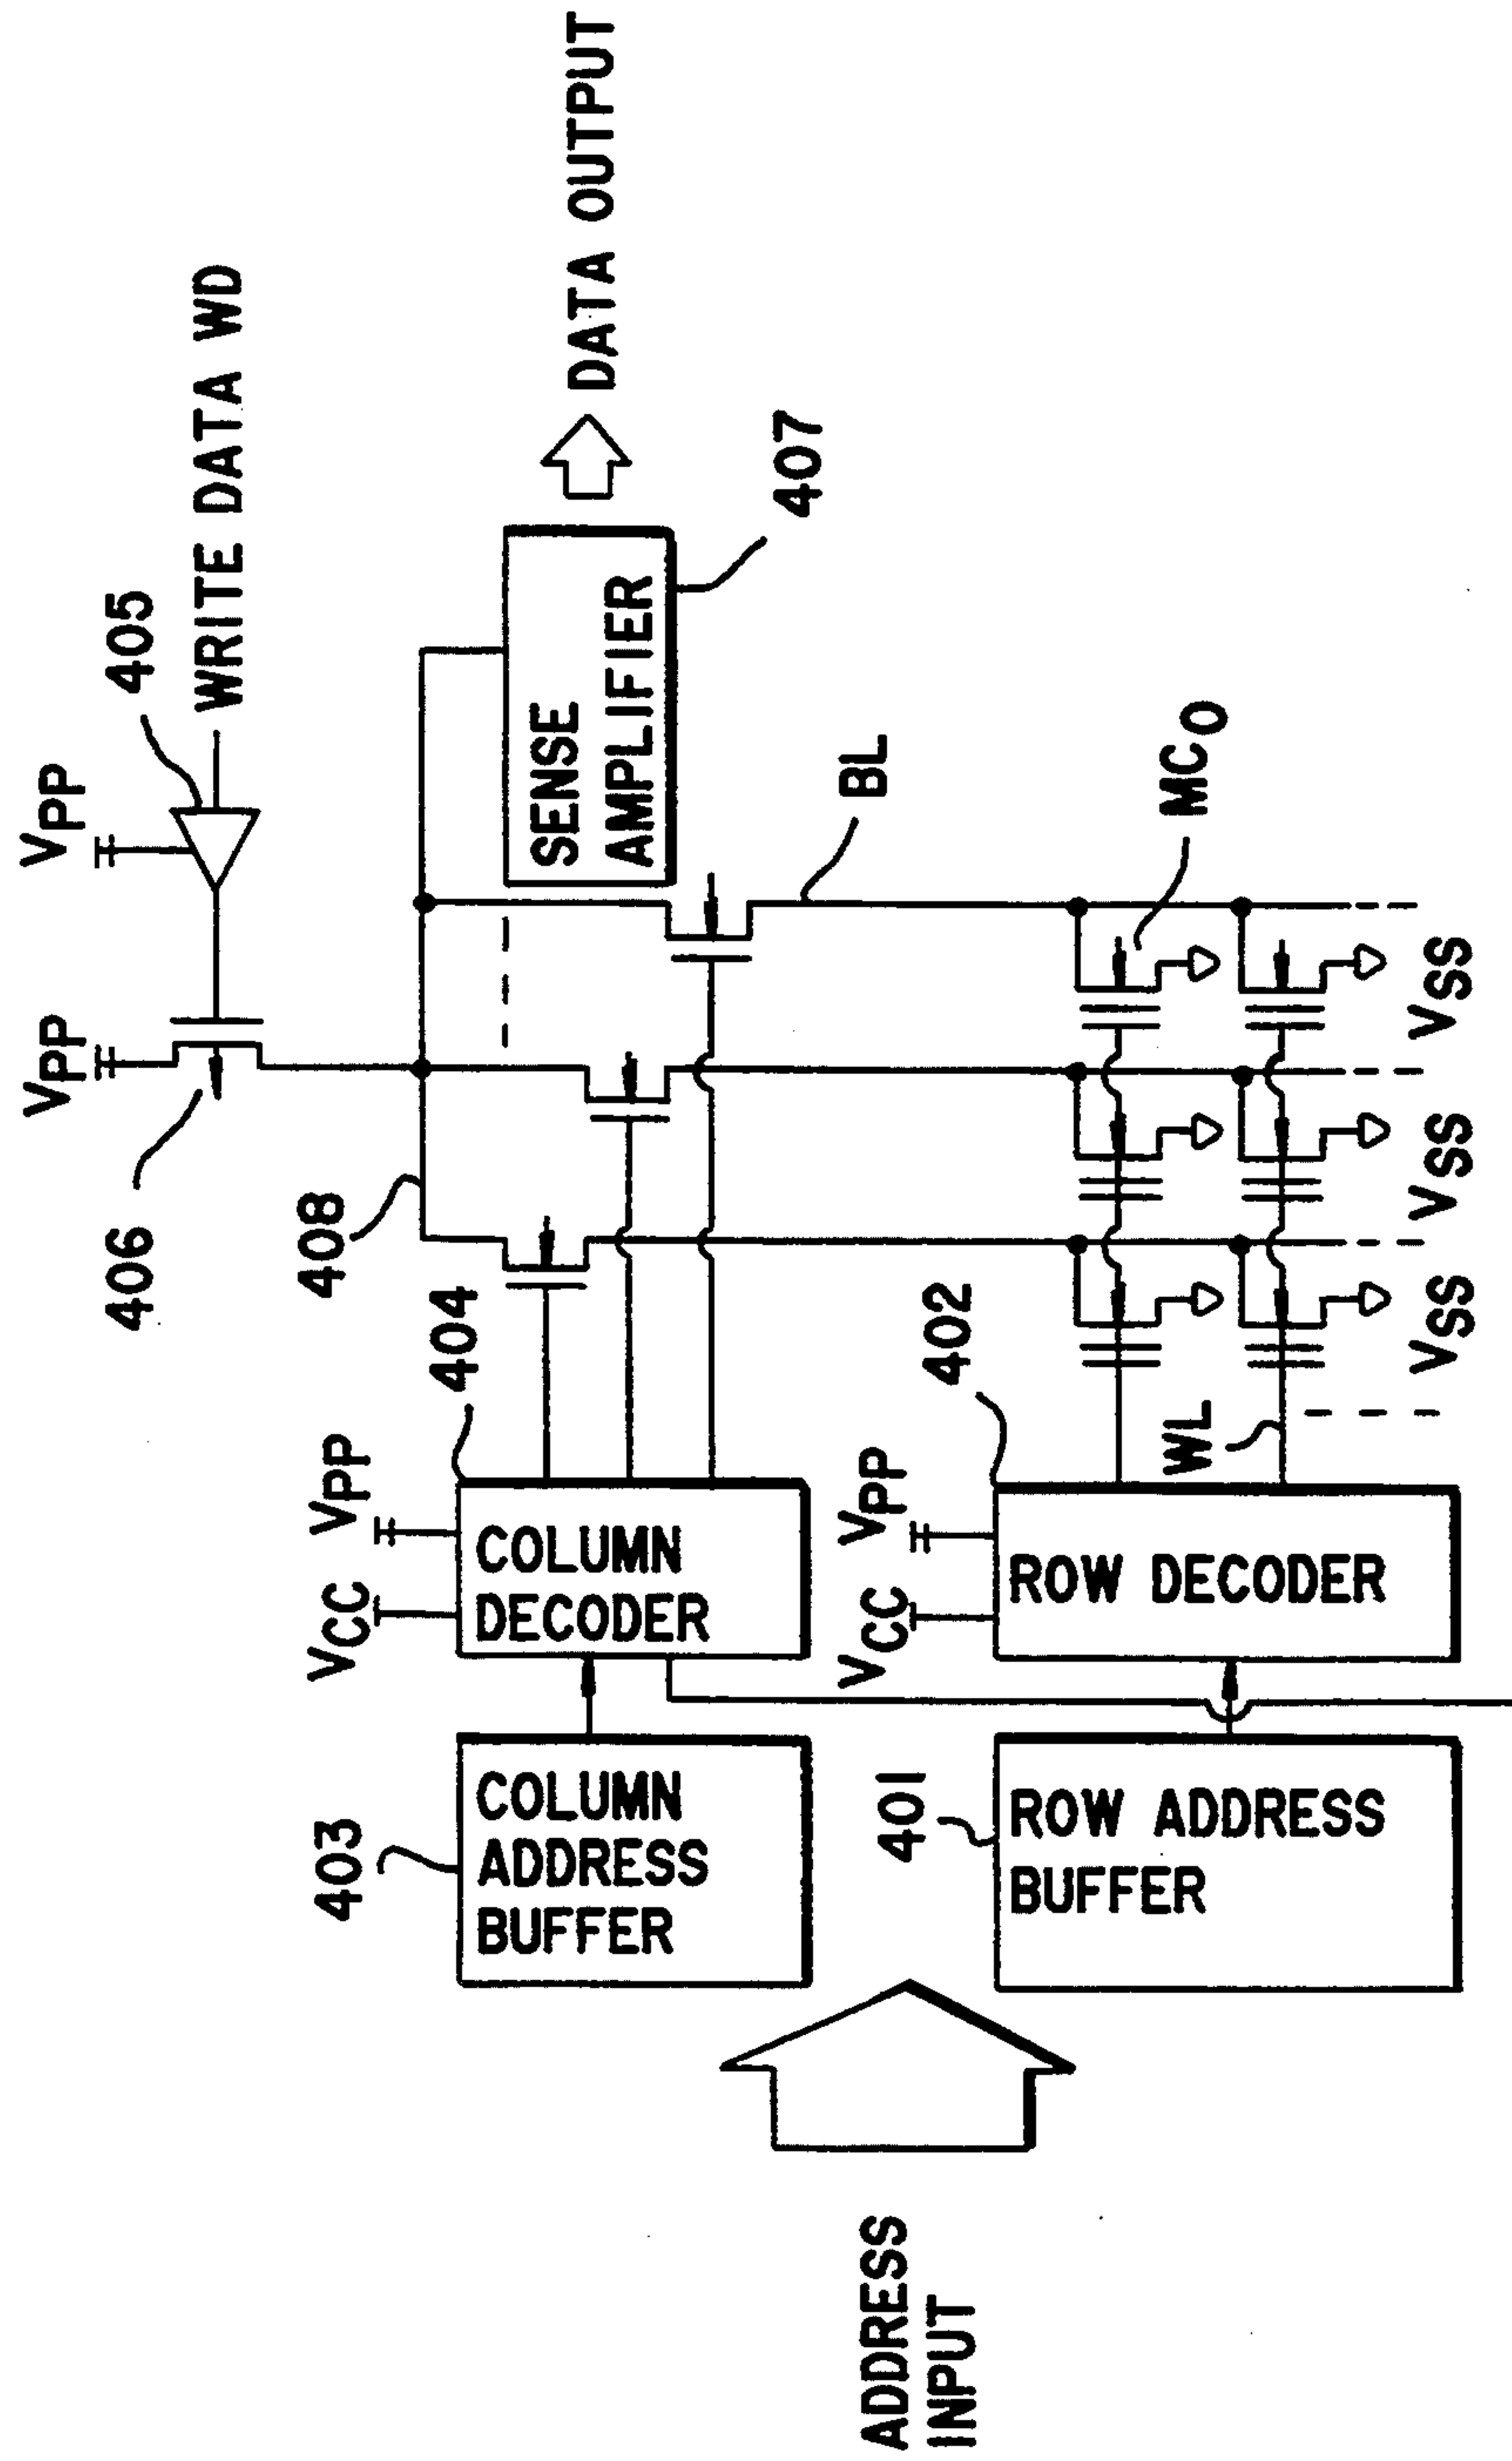 VPP
VPP
405
WRITE DATA WD
406
408
VCC
VPP
404
403
COLUMN
ADDRESS
BUFFER
COLUMN
DECODER
SENSE
AMPLIFIER
DATA OUTPUT
407
BL
ADDRESS
INPUT
VCC
VPP
402
401
ROW ADDRESS
BUFFER
ROW DECODER
WL
MC0
VSS
VSS
VSS